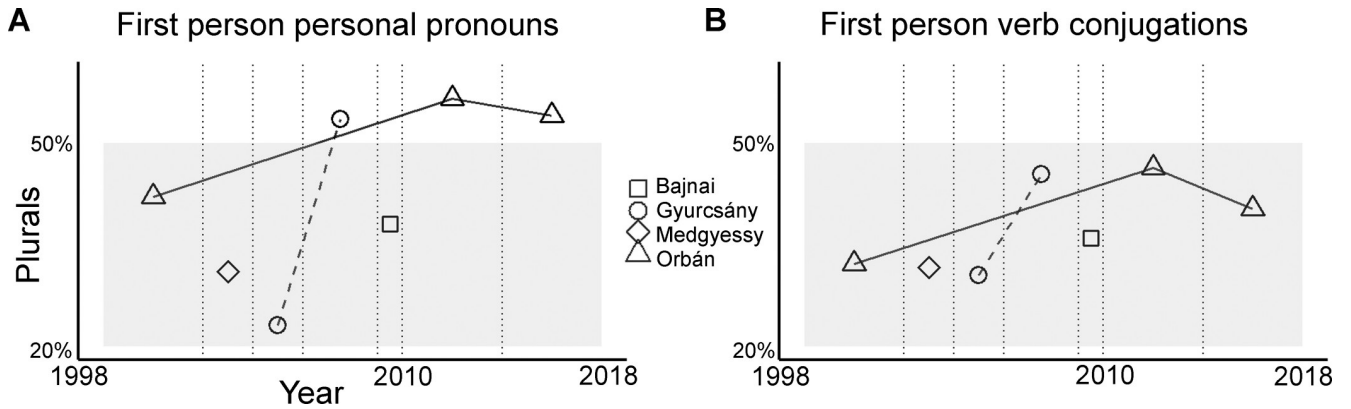 A
First person personal pronouns
50%
20%
Plurals
1998
2010
2018
Year
Bajnai
Gyurcsány
Medgyessy
Orbán
B
First person verb conjugations
50%
20%
1998
2010
2018